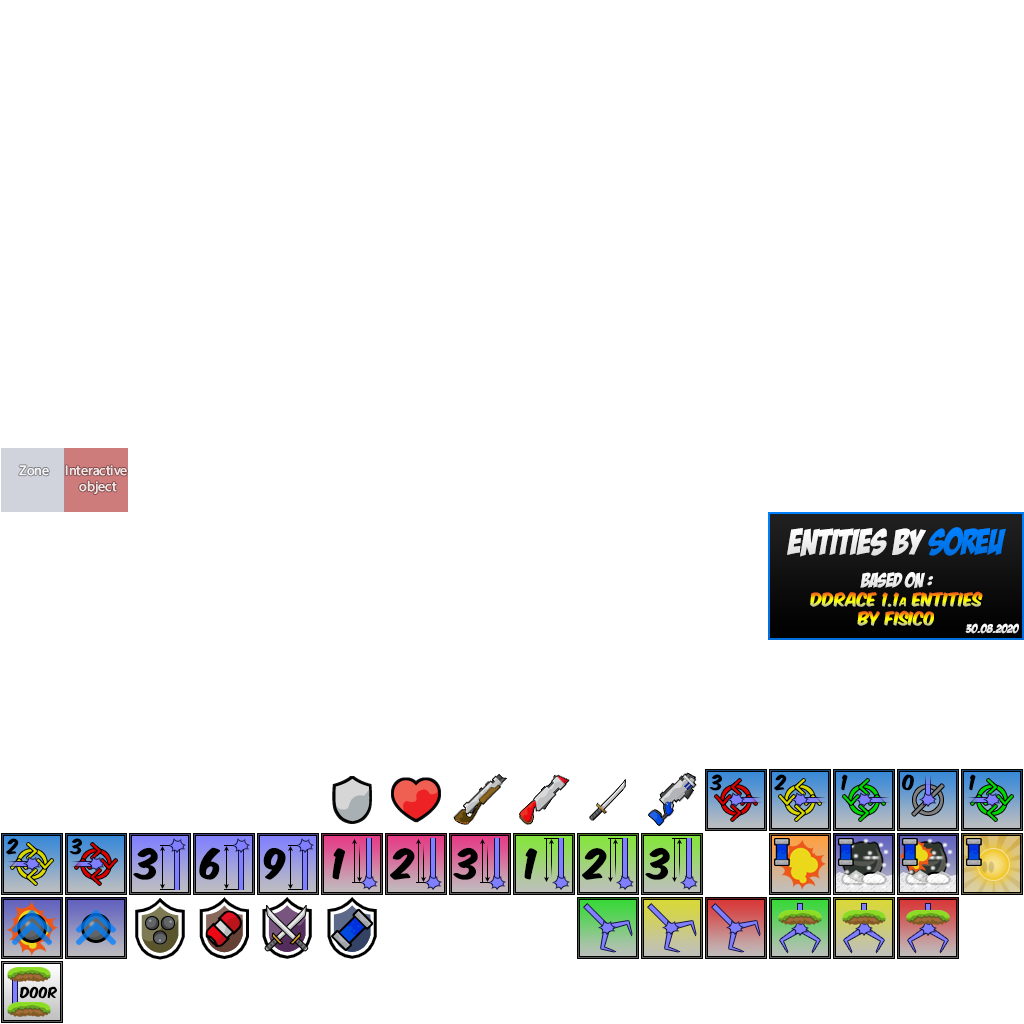 Zone
Interactive
object
ENTITIES BY SOREU
BASED ON :
DDRACE 1.1A ENTITIES
BY FISICO
30.08.2020
3 2 1 0 1
2 3 3 6 9 1 2 3 1 2 3
DOOR